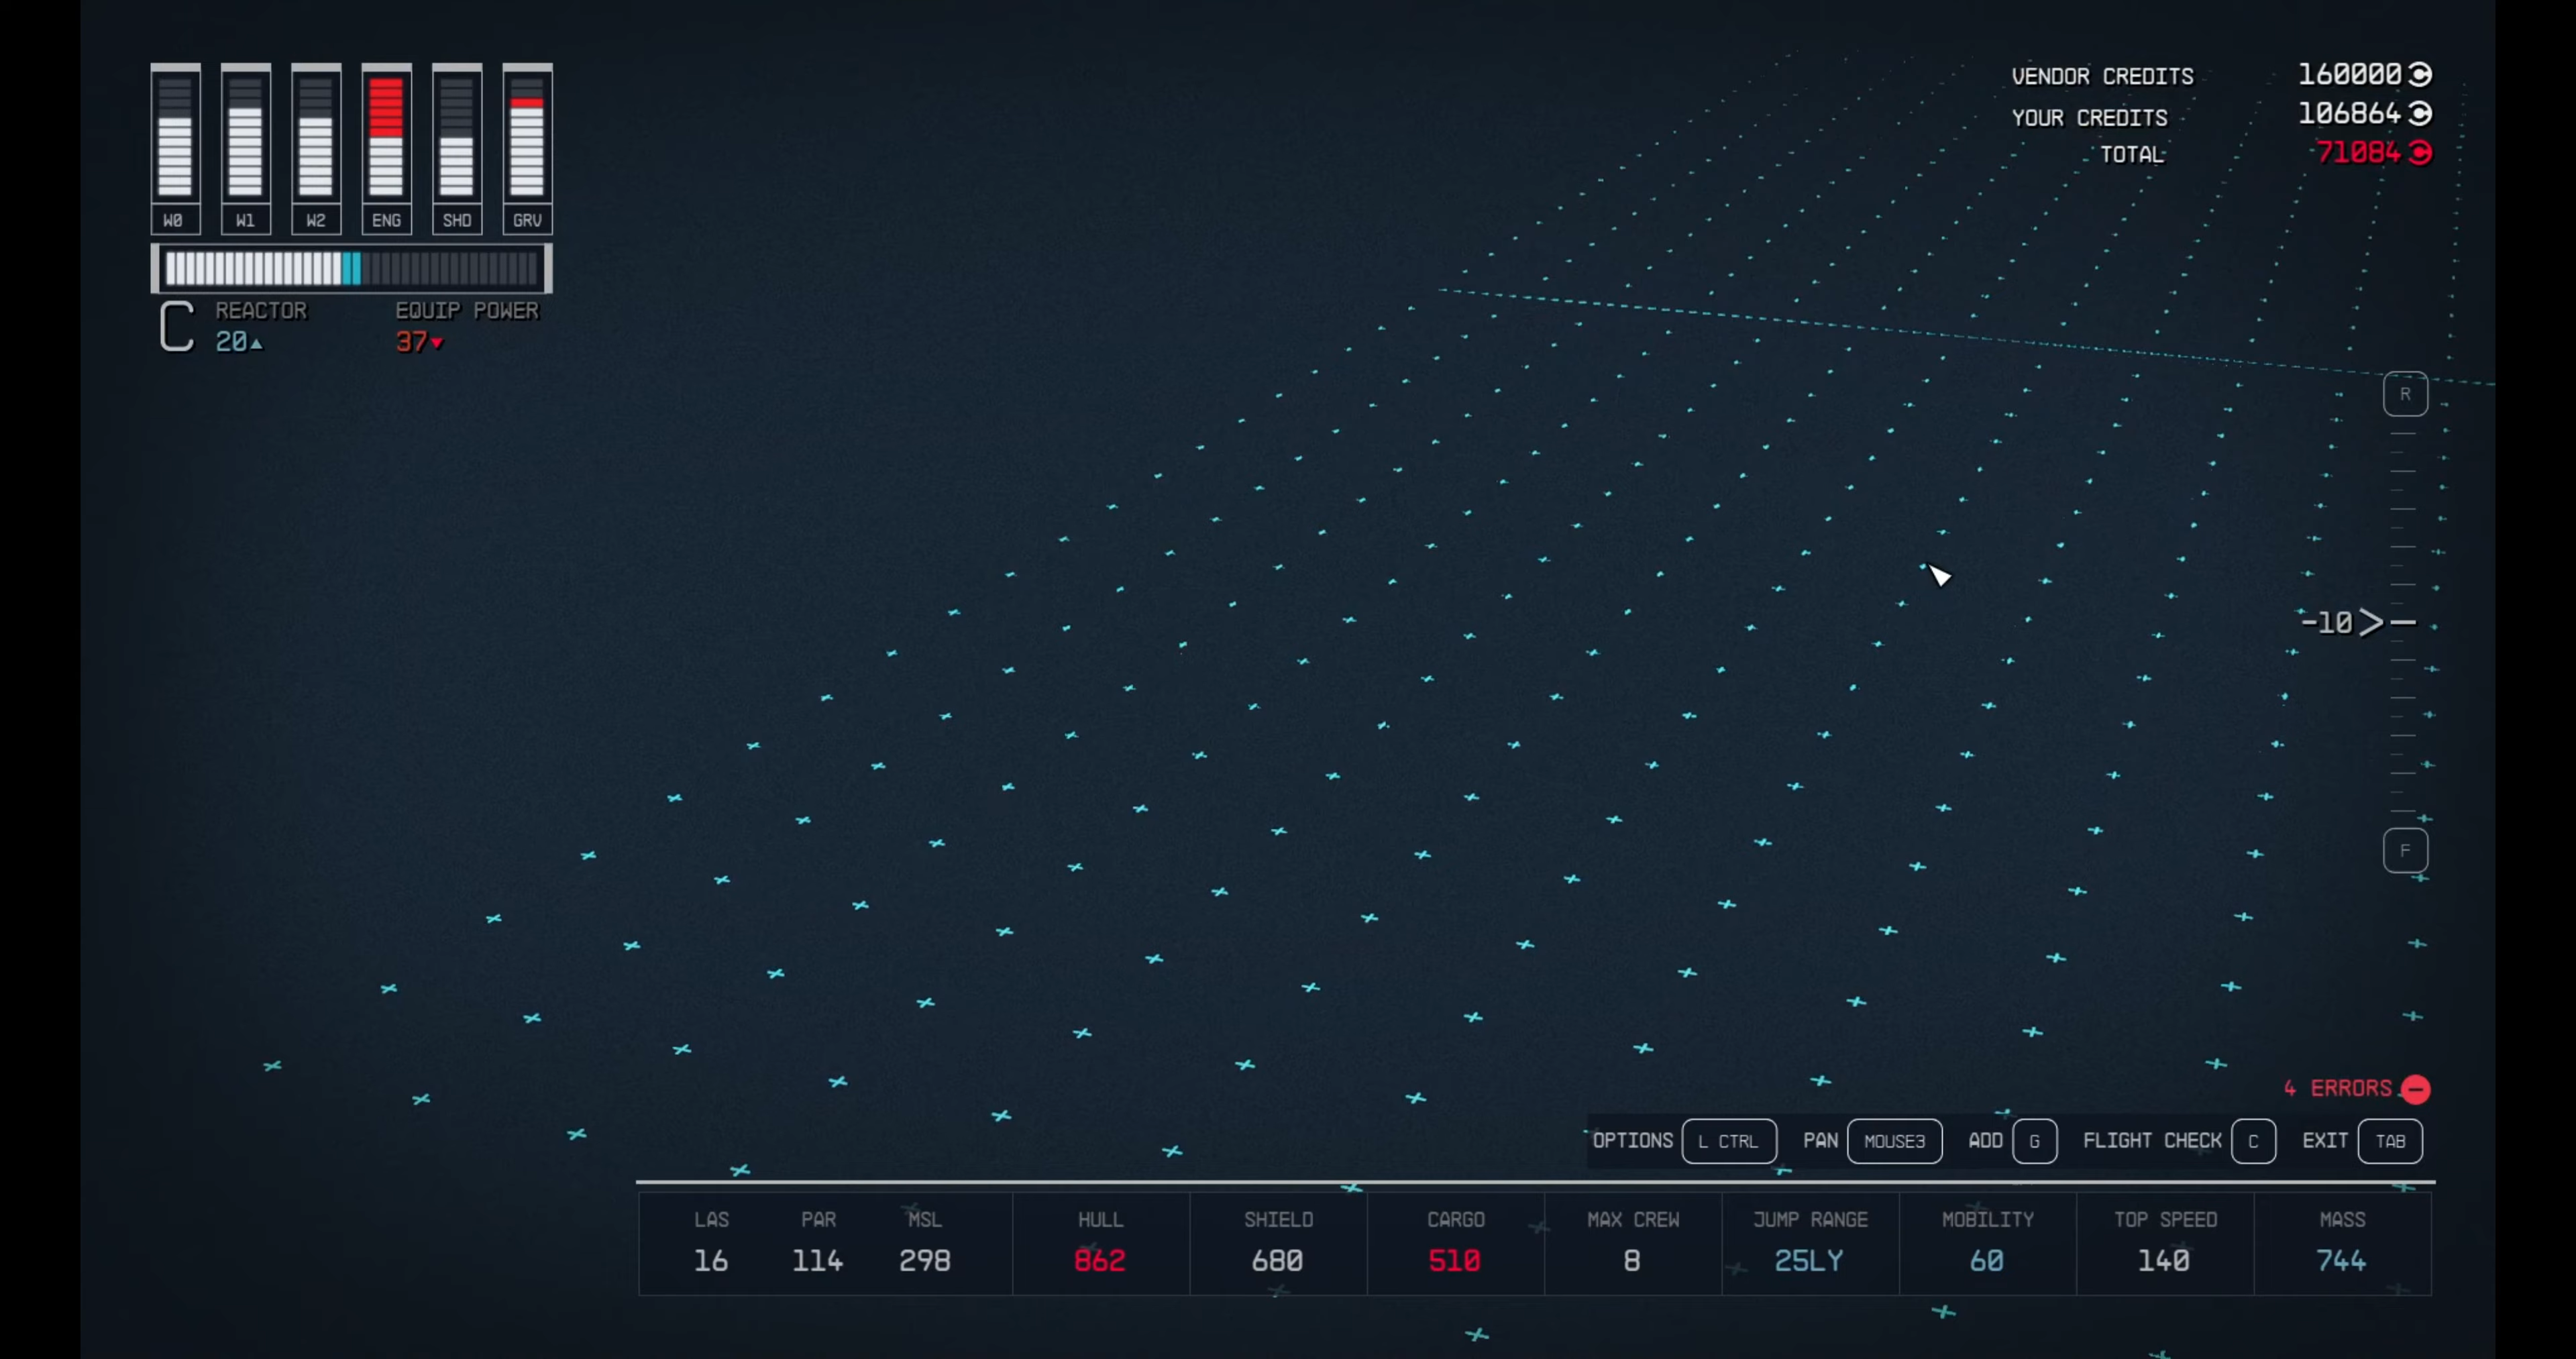 W0 W1 W2 ENG SHD GRV
C REACTOR EQUIP POWER
20 37
VENDOR CREDITS 160000
YOUR CREDITS 106864
TOTAL 71084
R
-10
F
4 ERRORS
OPTIONS L CTRL PAN MOUSE3 ADD G FLIGHT CHECK C EXIT TAB
LAS PAR MSL HULL SHIELD CARGO MAX CREW JUMP RANGE MOBILITY TOP SPEED MASS
16 114 298 862 680 510 8 25LY 60 140 744